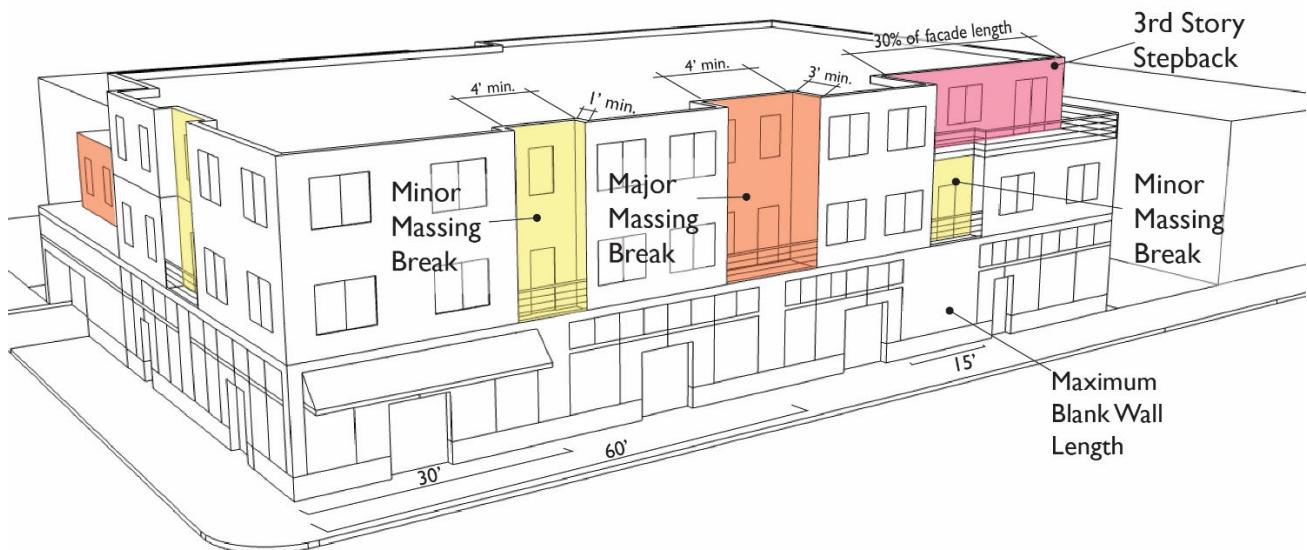 30% of facade length
3rd Story
Stepback
4' min.
1' min.
4' min.
3' min.
Minor
Massing
Break
Major
Massing
Break
Minor
Massing
Break
15'
Maximum
Blank Wall
Length
60'
30'